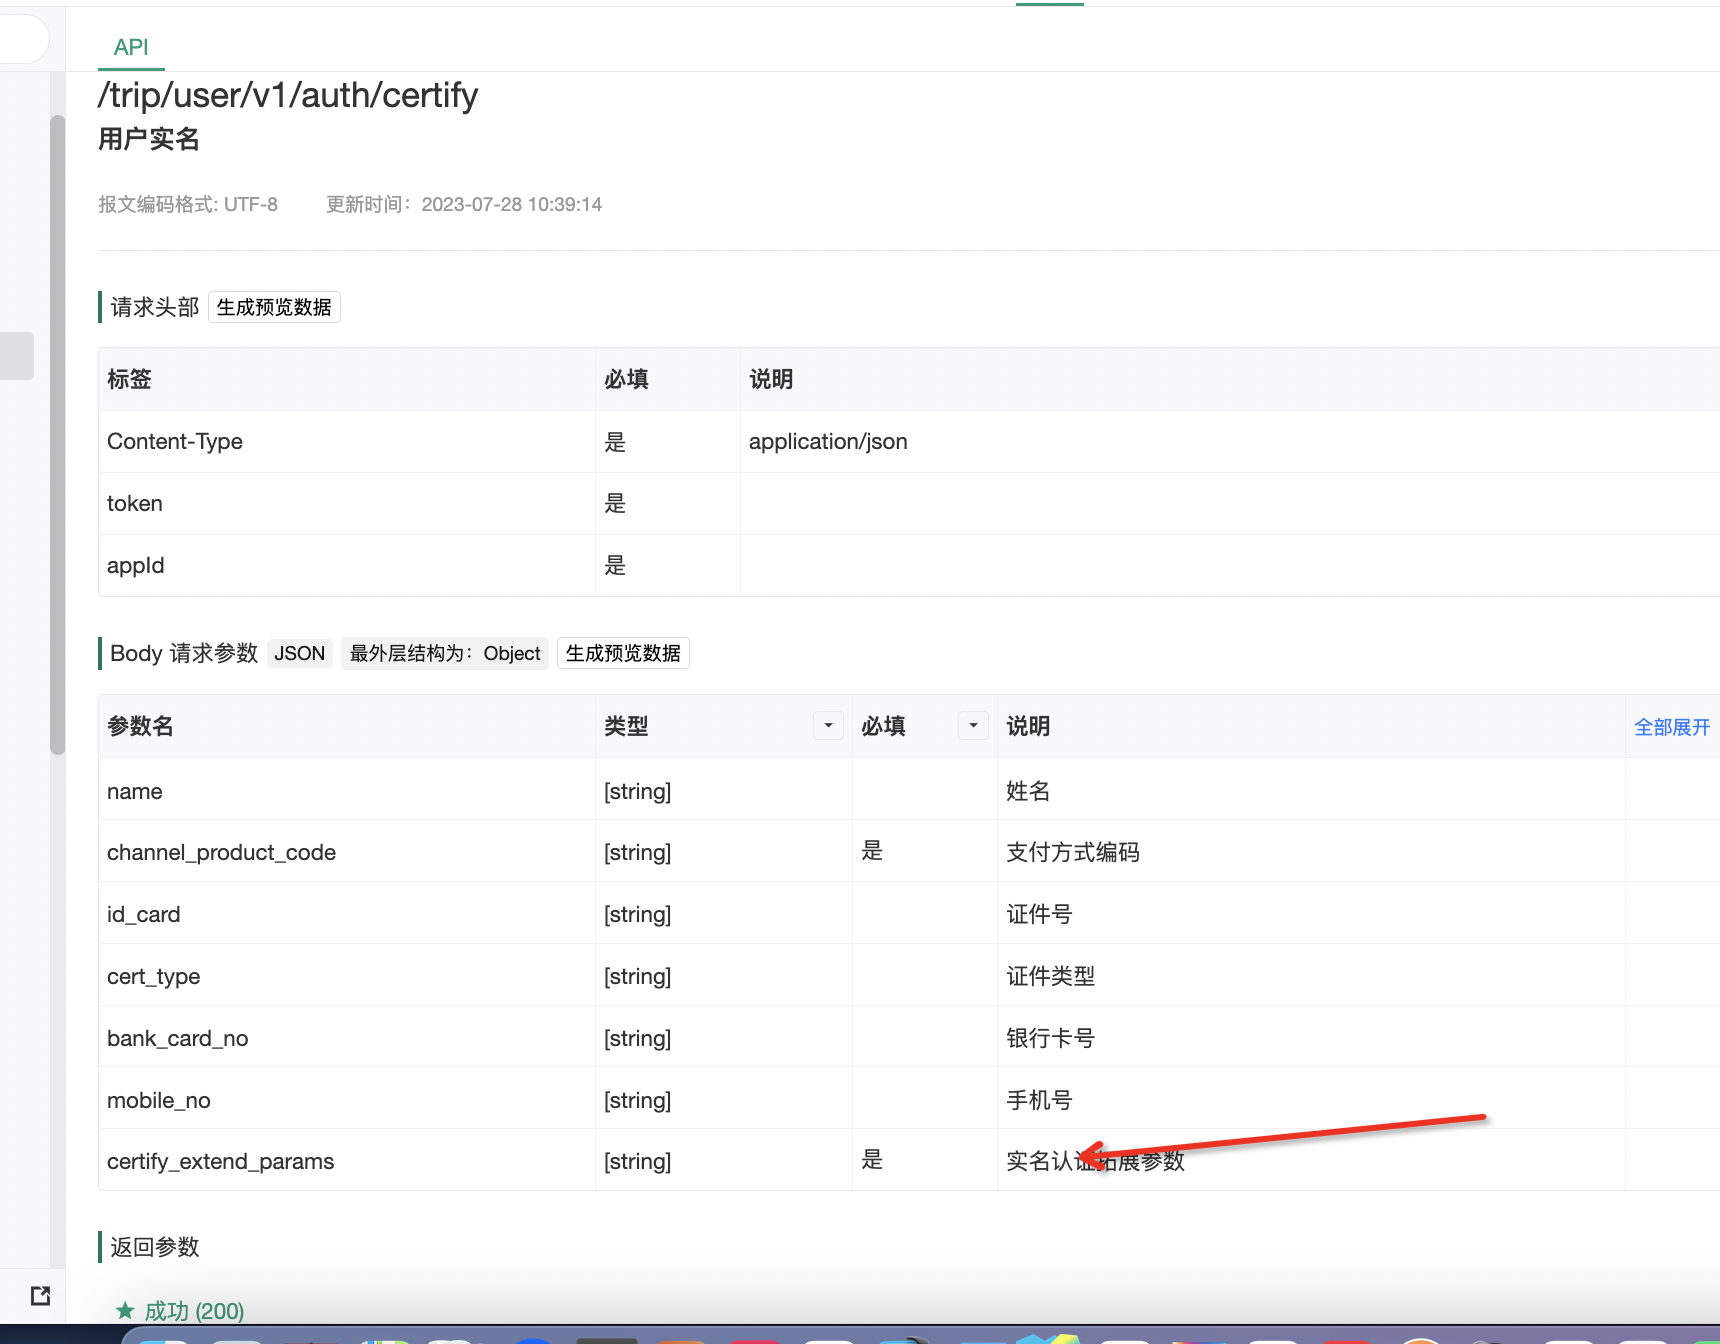 API
/trip/user/v1/auth/certify
用户实名
报文编码格式: UTF-8 更新时间：2023-07-28 10:39:14
请求头部 生成预览数据
标签 必填 说明
Content-Type 是 application/json
token 是
appId 是
Body 请求参数 JSON 最外层结构为：Object 生成预览数据
参数名 类型 必填 说明 全部展开
name [string] 姓名
channel_product_code [string] 是 支付方式编码
id_card [string] 证件号
cert_type [string] 证件类型
bank_card_no [string] 银行卡号
mobile_no [string] 手机号
certify_extend_params [string] 是 实名认证拓展参数
返回参数
成功 (200)